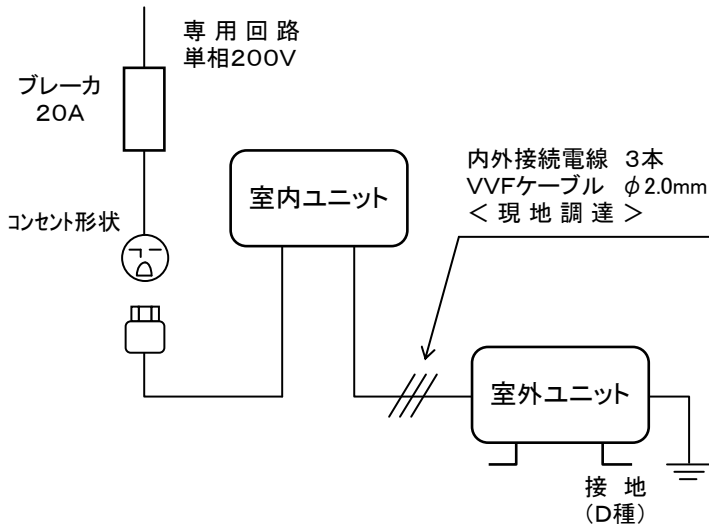 専用回路
単相200V
ブレーカ
20A
コンセント形状
室内ユニット
内外接続電線 3本
VVFケーブル φ2.0mm
＜現地調達＞
室外ユニット
接地
（D種）